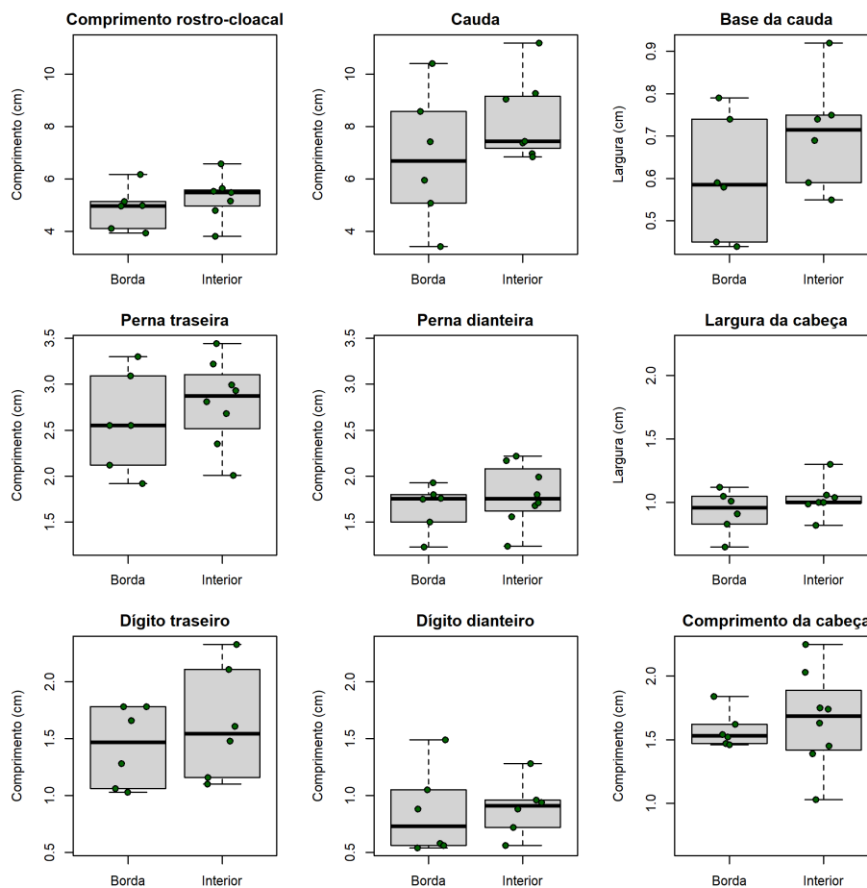 Comprimento rostro-cloacal
Comprimento (cm)
10
8
6
4
Borda Interior
Cauda
Comprimento (cm)
10
8
6
4
Borda Interior
Base da cauda
Largura (cm)
0.9
0.8
0.7
0.6
0.5
Borda Interior
Perna traseira
Comprimento (cm)
3.5
3.0
2.5
2.0
1.5
Borda Interior
Perna dianteira
Comprimento (cm)
3.5
3.0
2.5
2.0
1.5
Borda Interior
Largura da cabeça
Largura (cm)
2.0
1.5
1.0
Borda Interior
Dígito traseiro
Comprimento (cm)
2.0
1.5
1.0
0.5
Borda Interior
Dígito dianteiro
Comprimento (cm)
2.0
1.5
1.0
0.5
Borda Interior
Comprimento da cabeça
Comprimento (cm)
2.0
1.5
1.0
Borda Interior